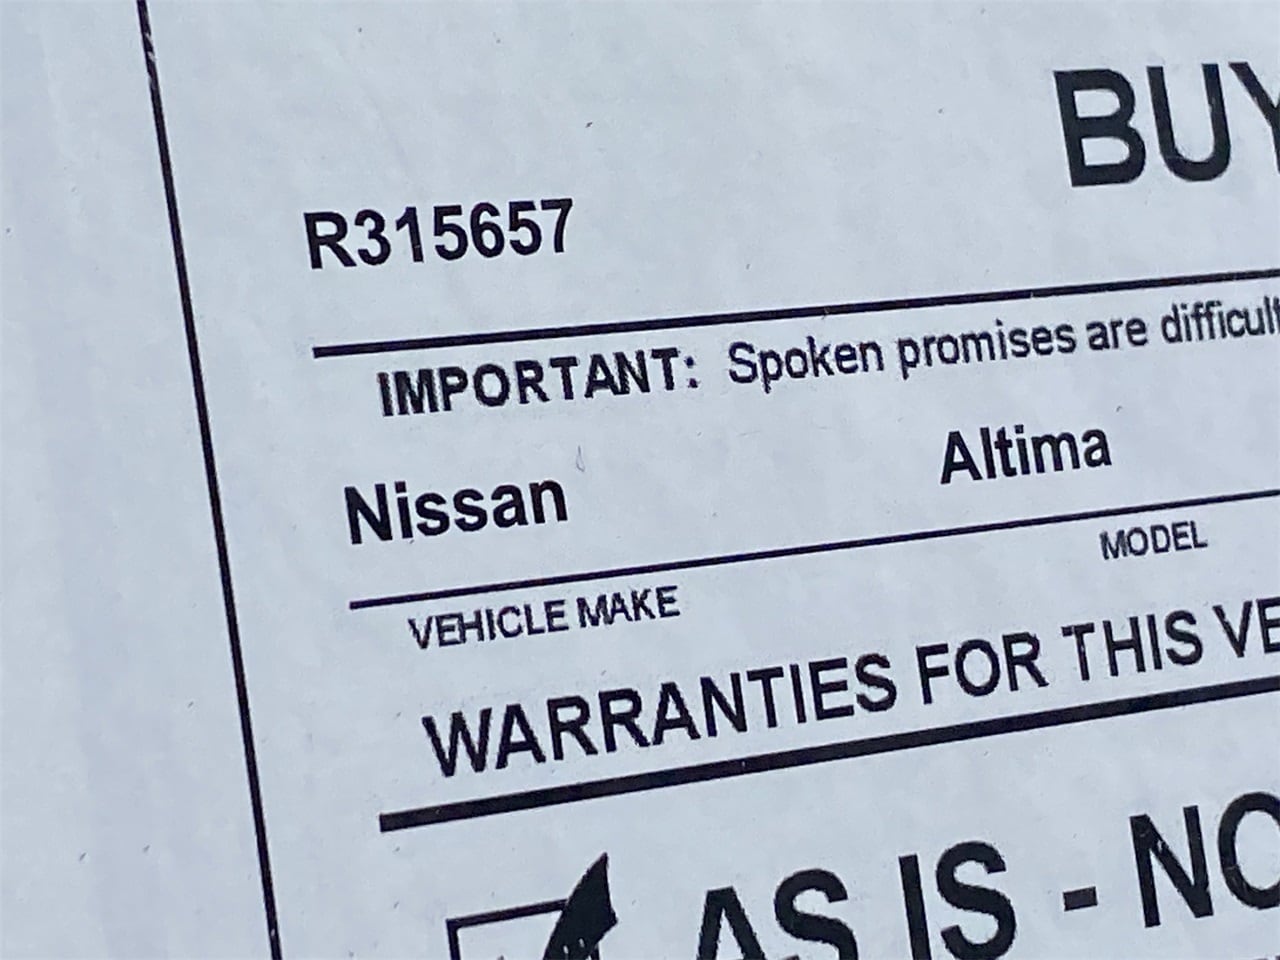 BUY
R315657
IMPORTANT: Spoken promises are difficult
Nissan Altima
VEHICLE MAKE MODEL
WARRANTIES FOR THIS VE
AS IS - NO